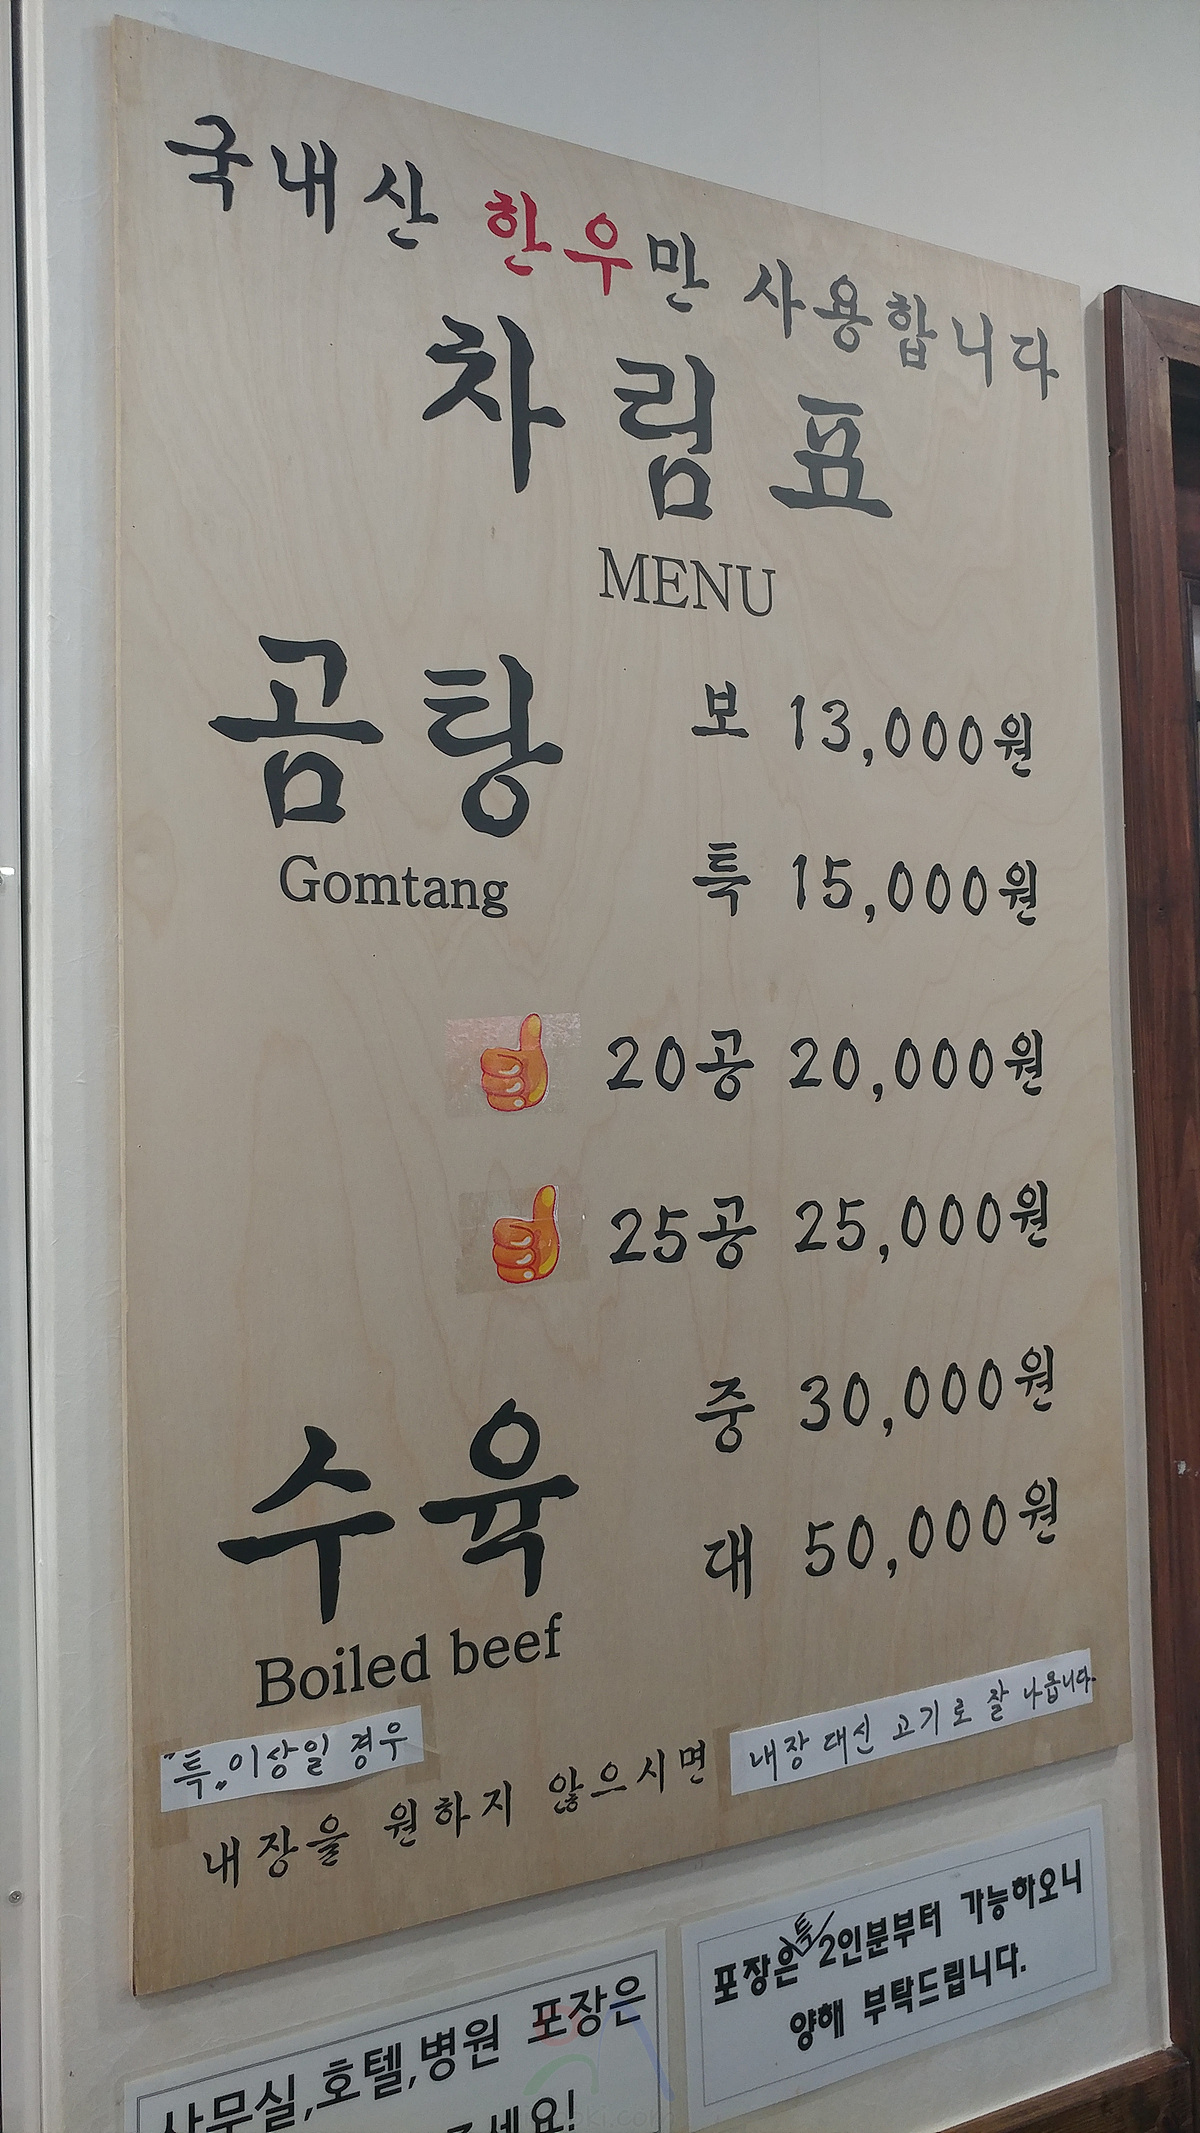 국내산 한우만 사용합니다
차림표
MENU
곰탕
Gomtang
보 13,000원
특 15,000원
20공 20,000원
25공 25,000원
수육
Boiled beef
중 30,000원
대 50,000원
"특"이상일 경우
내장을 원하지 않으시면
내장 대신 고기로 잘 나옵니다.
포장은 특 2인분부터 가능하오니
양해 부탁드립니다.
사무실,호텔,병원 포장은
세요!